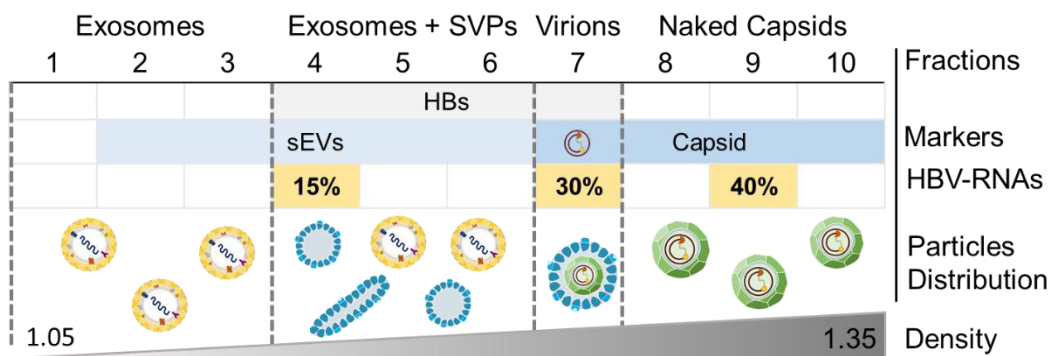 Exosomes Exosomes + SVPs Virions Naked Capsids
1 2 3 4 5 6 7 8 9 10 Fractions
HBs
sEVs Capsid Markers
15% 30% 40% HBV-RNAs
Particles
Distribution
1.05 1.35 Density